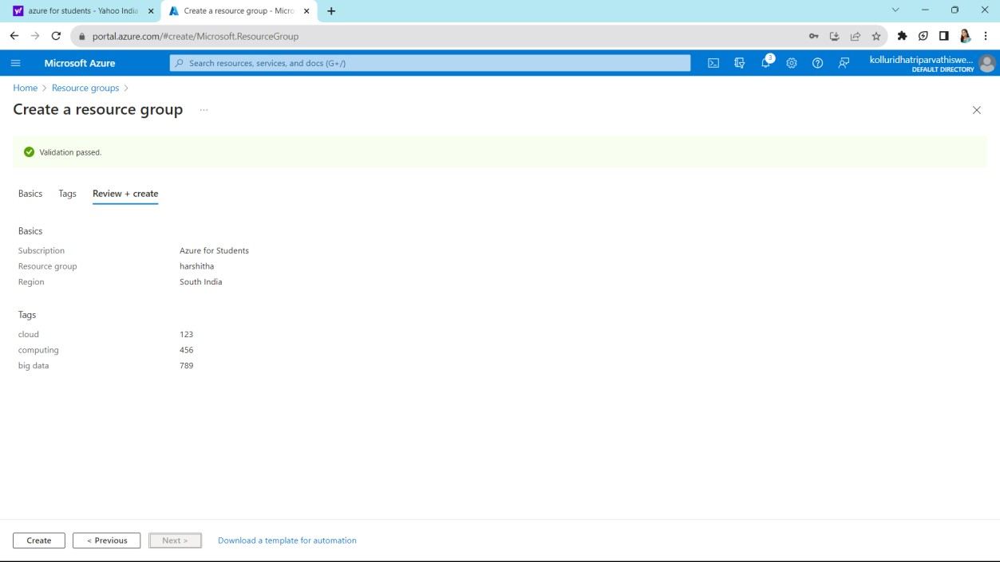 azure for students - Yahoo India
Create a resource group - Micro
portal.azure.com/#create/Microsoft.ResourceGroup
Microsoft Azure
Search resources, services, and docs (G+/)
3
kolluridhatriparvathiswe...
DEFAULT DIRECTORY
Home > Resource groups >
Create a resource group ...
Validation passed.
Basics Tags Review + create
Basics
Subscription Azure for Students
Resource group harshitha
Region South India
Tags
cloud 123
computing 456
big data 789
Create < Previous Next > Download a template for automation